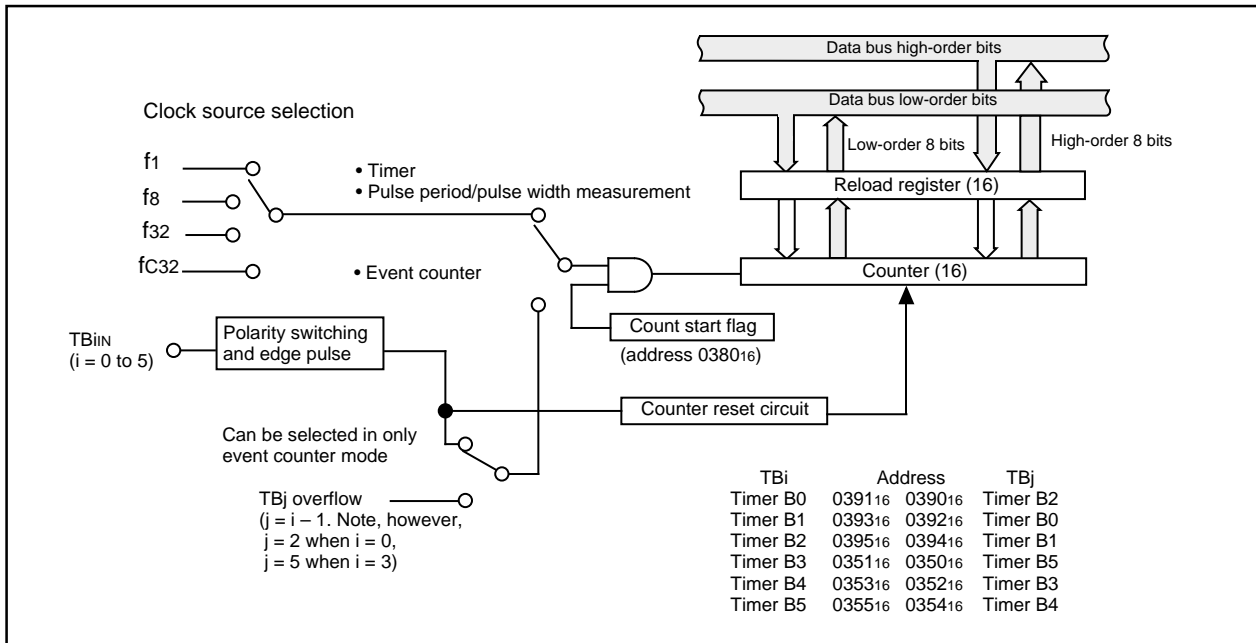 Data bus high-order bits
Data bus low-order bits
Clock source selection
Low-order 8 bits
High-order 8 bits
f1
f8
f32
fC32
• Timer
• Pulse period/pulse width measurement
Reload register (16)
• Event counter
Counter (16)
Count start flag
(address 038016)
TBiIN
(i = 0 to 5)
Polarity switching
and edge pulse
Counter reset circuit
Can be selected in only
event counter mode
TBj overflow
(j = i – 1. Note, however,
j = 2 when i = 0,
j = 5 when i = 3)
TBi Address TBj
Timer B0 039116 039016 Timer B2
Timer B1 039316 039216 Timer B0
Timer B2 039516 039416 Timer B1
Timer B3 035116 035016 Timer B5
Timer B4 035316 035216 Timer B3
Timer B5 035516 035416 Timer B4